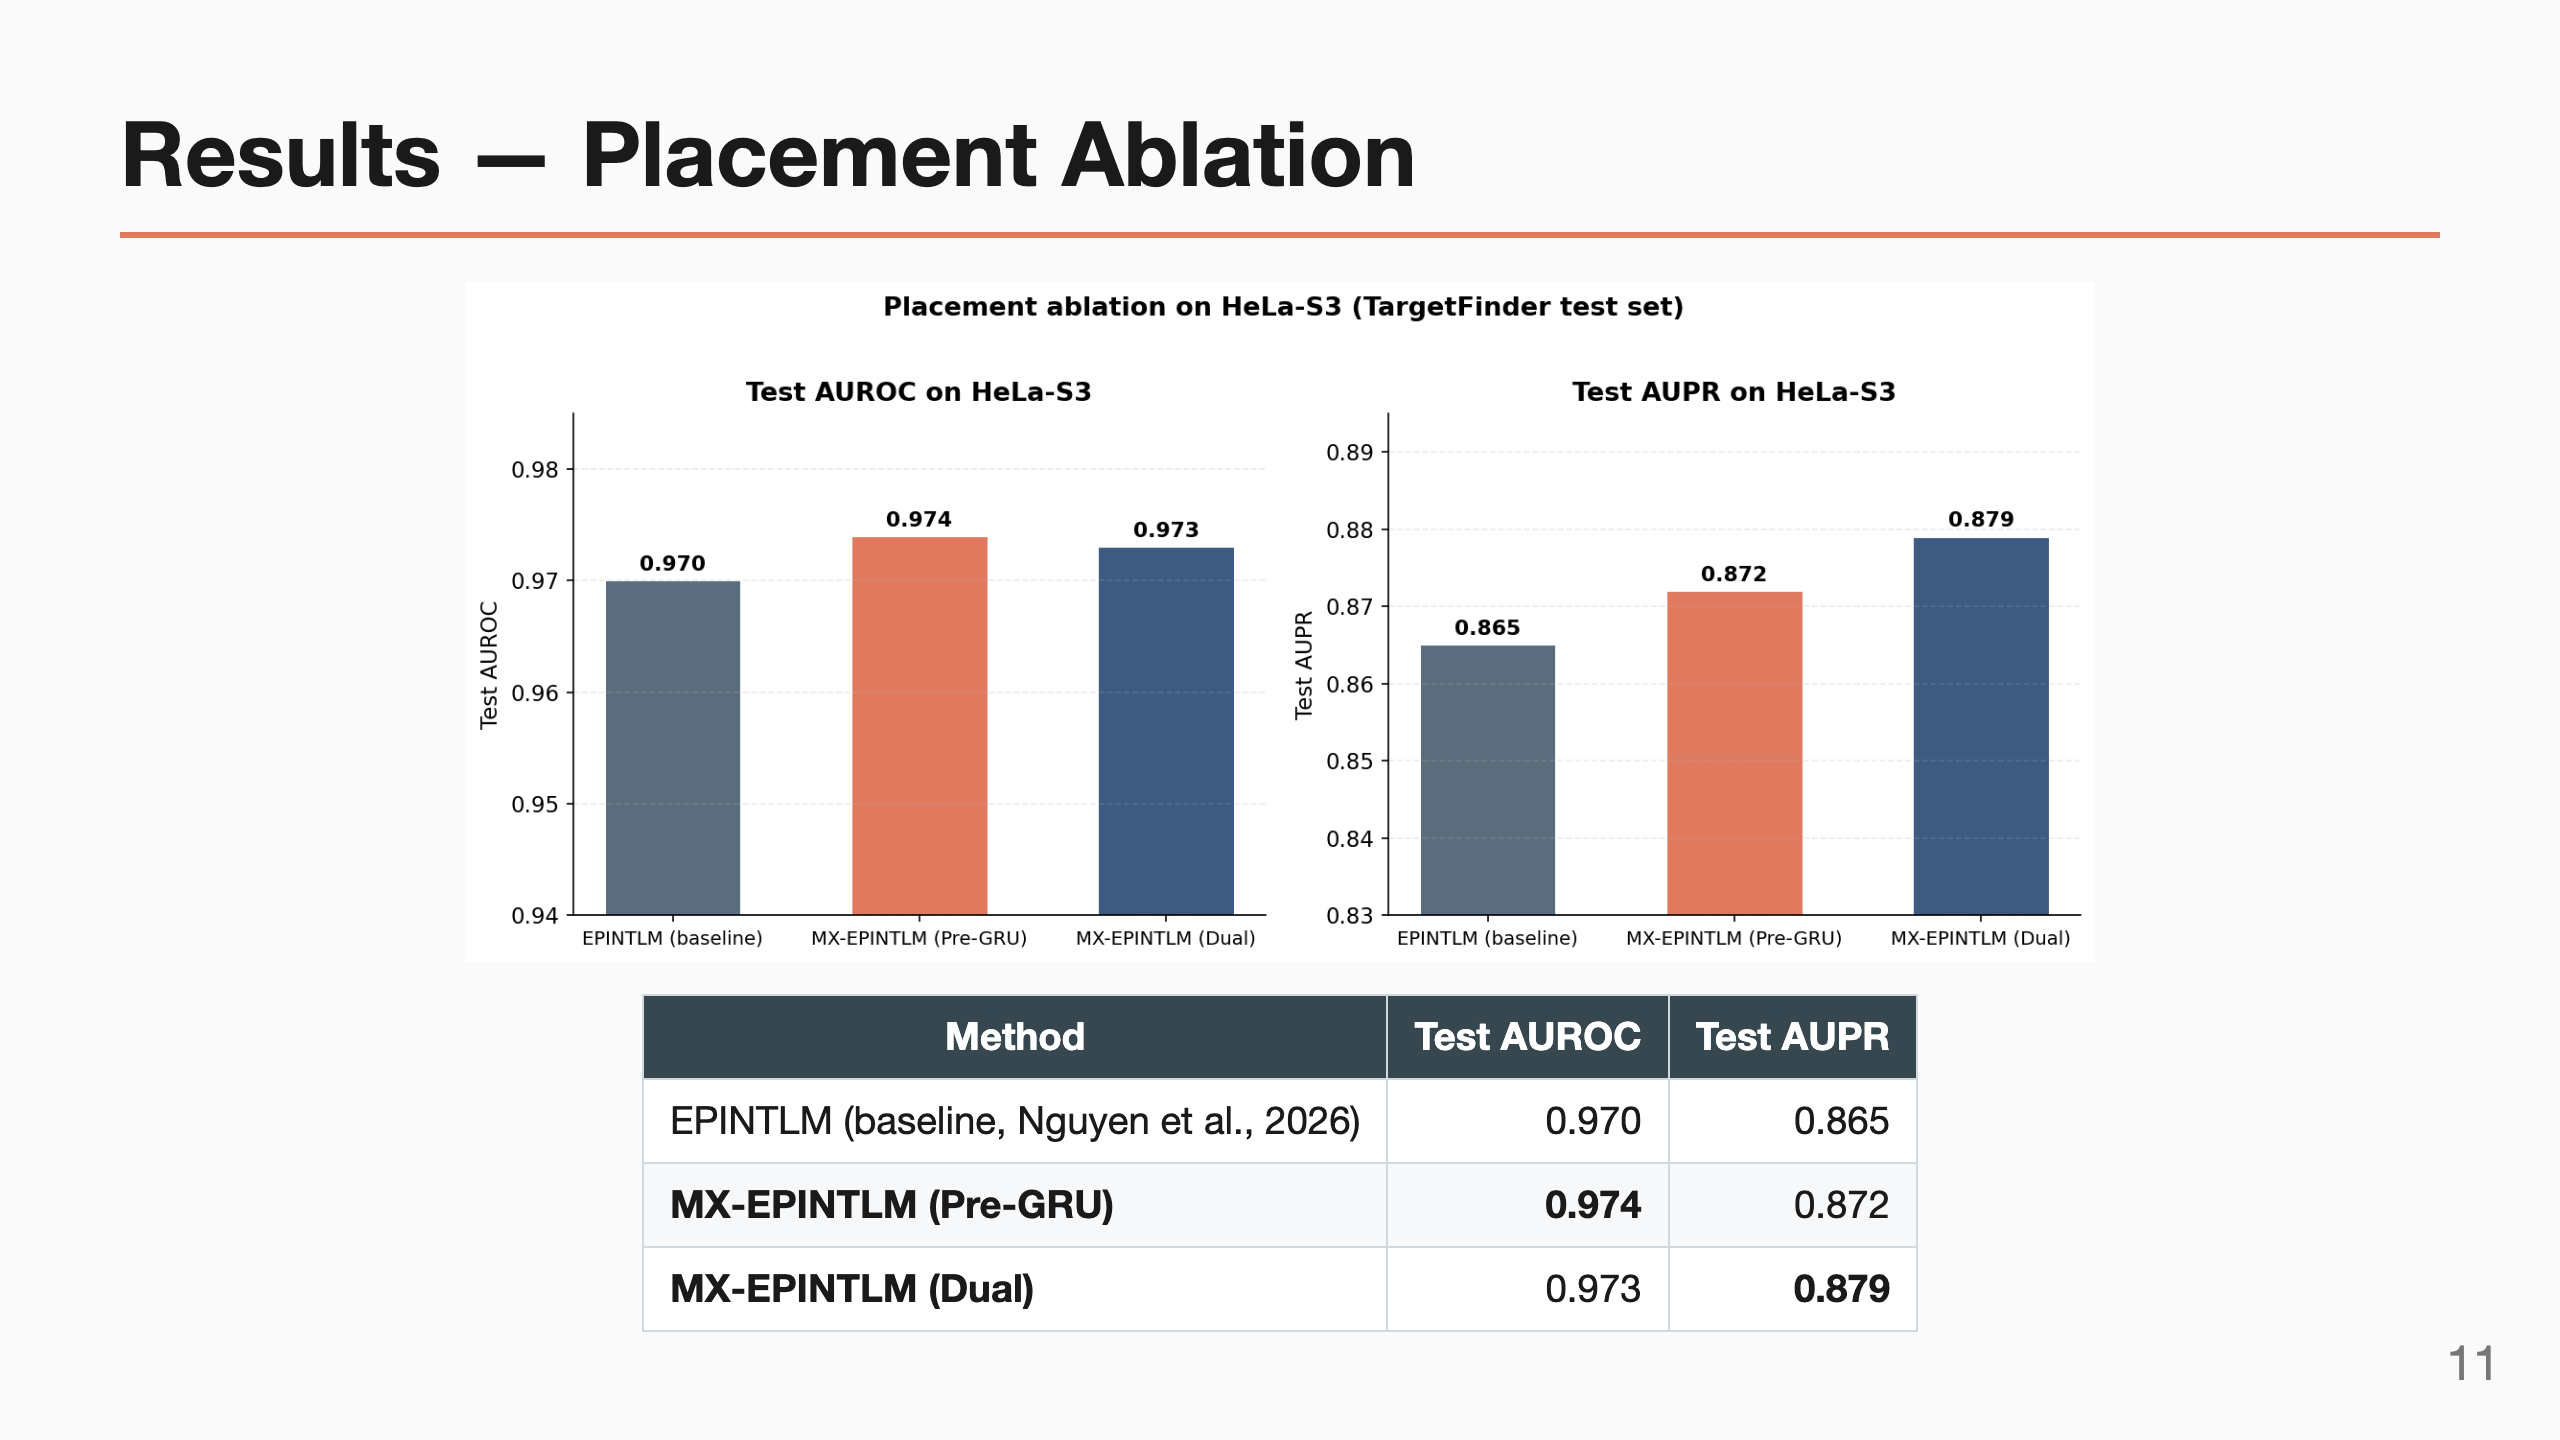 Results — Placement Ablation
Placement ablation on HeLa-S3 (TargetFinder test set)
Test AUROC on HeLa-S3
Test AUROC
0.98
0.97
0.96
0.95
0.94
0.970
0.974
0.973
EPINTLM (baseline)
MX-EPINTLM (Pre-GRU)
MX-EPINTLM (Dual)
Test AUPR on HeLa-S3
Test AUPR
0.89
0.88
0.87
0.86
0.85
0.84
0.83
0.865
0.872
0.879
EPINTLM (baseline)
MX-EPINTLM (Pre-GRU)
MX-EPINTLM (Dual)
Method Test AUROC Test AUPR
EPINTLM (baseline, Nguyen et al., 2026) 0.970 0.865
MX-EPINTLM (Pre-GRU) 0.974 0.872
MX-EPINTLM (Dual) 0.973 0.879
11